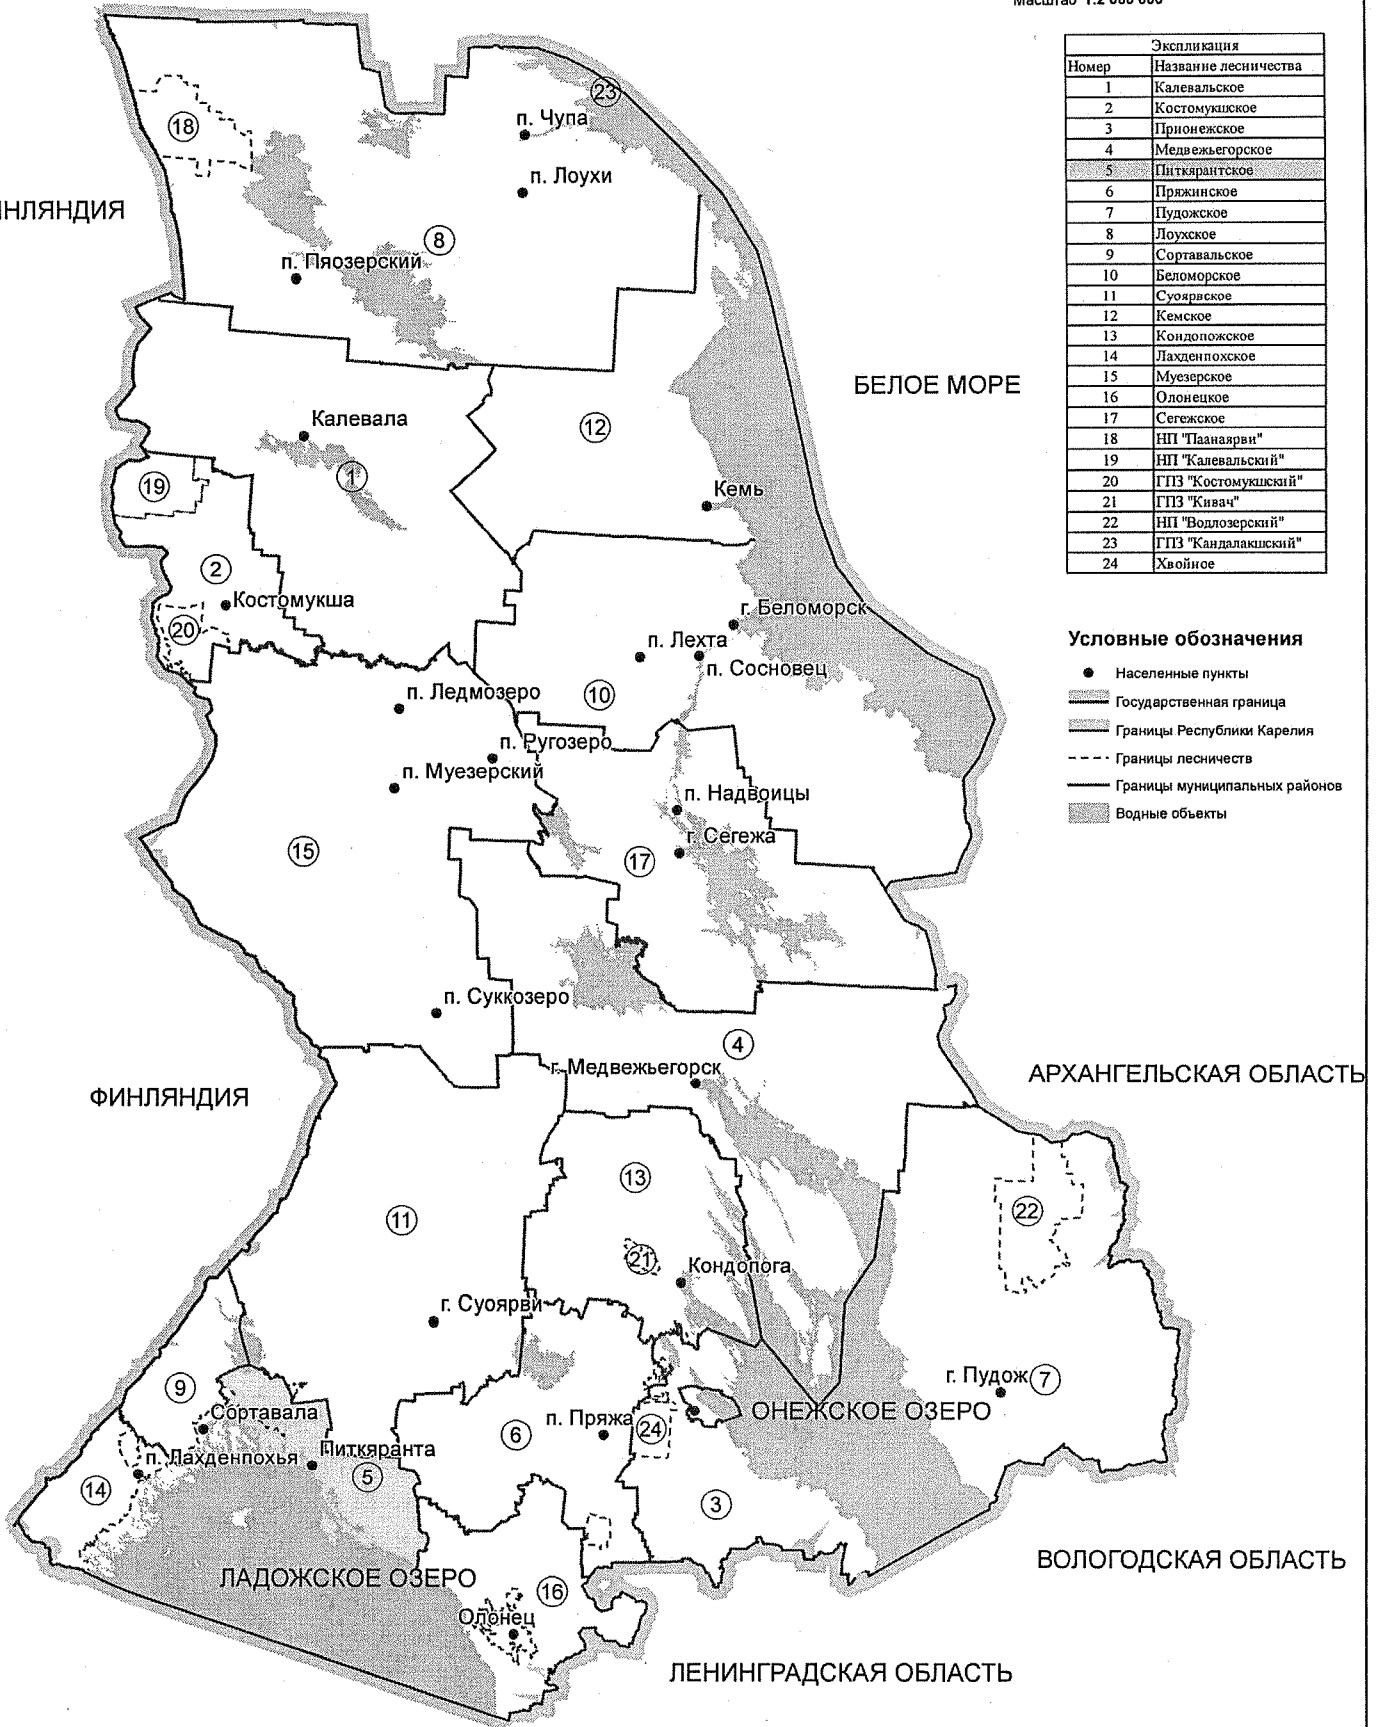 Масштаб 1:2 000 000
Экспликация
Номер Название лесничества
1 Калевальское
2 Костомукшское
3 Прионежское
4 Медвежьегорское
5 Питкярантское
6 Пряжинское
7 Пудожское
8 Лоухское
9 Сортавальское
10 Беломорское
11 Суоярвское
12 Кемское
13 Кондопожское
14 Лахденпохское
15 Муезерское
16 Олонецкое
17 Сегежское
18 НП "Паанаярви"
19 НП "Калевальский"
20 ГПЗ "Костомукшский"
21 ГПЗ "Кивач"
22 НП "Водлозерский"
23 ГПЗ "Кандалакшский"
24 Хвойное
Условные обозначения
Населенные пункты
Государственная граница
Границы Республики Карелия
Границы лесничеств
Границы муниципальных районов
Водные объекты
23
18
п. Чупа
п. Лоухи
ИНЛЯНДИЯ
8
п. Пяозерский
БЕЛОЕ МОРЕ
Калевала
12
1
19
Кемь
2
Костомукша
г. Беломорск
20
п. Лехта
п. Сосновец
10
п. Ледмозеро
п. Ругозеро
п. Муезерский
п. Надвоицы
г. Сегежа
15
17
п. Суккозеро
4
г. Медвежьегорск
АРХАНГЕЛЬСКАЯ ОБЛАСТЬ
ФИНЛЯНДИЯ
13
22
11
21
Кондопога
г. Суоярви
г. Пудож
7
9
Сортавала
п. Пряжа
ОНЕЖСКОЕ ОЗЕРО
24
6
п. Лахденпохья
Питкяранта
5
14
3
ВОЛОГОДСКАЯ ОБЛАСТЬ
ЛАДОЖСКОЕ ОЗЕРО
16
Олонец
ЛЕНИНГРАДСКАЯ ОБЛАСТЬ